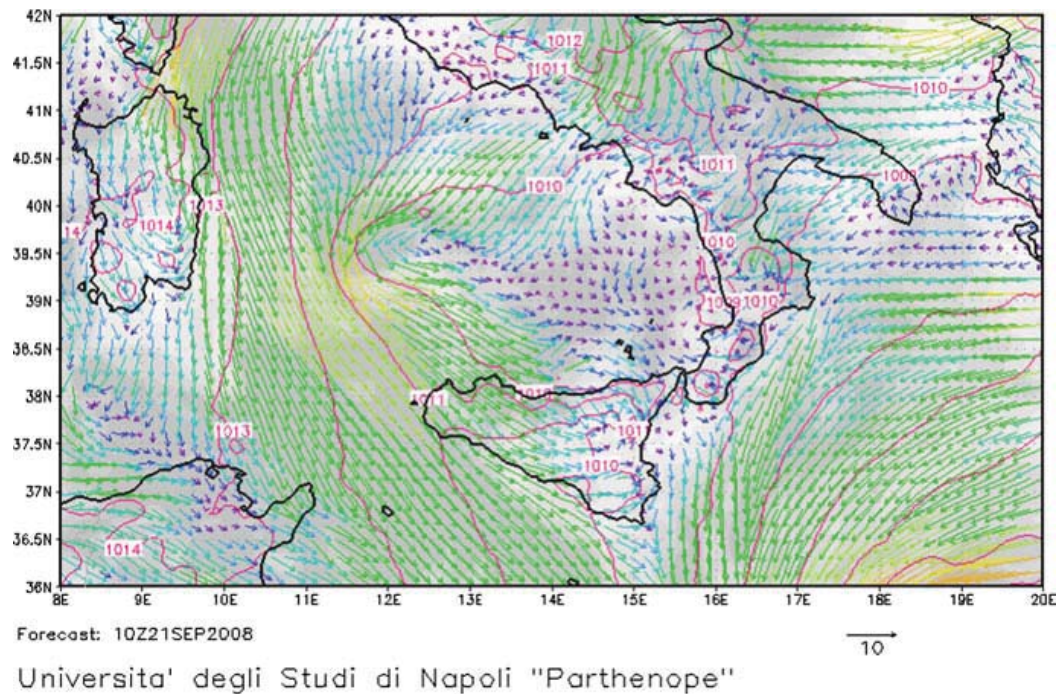 42N
41.5N
41N
40.5N
40N
39.5N
39N
38.5N
38N
37.5N
37N
36.5N
36N
1012
1011
1010
1011
1010
1013
1014
14
1010
1009
1010
1011
1011
1013
1010
1014
8E 9E 10E 11E 12E 13E 14E 15E 16E 17E 18E 19E 20E
Forecast: 10Z21SEP2008
10
Universita' degli Studi di Napoli "Parthenope"